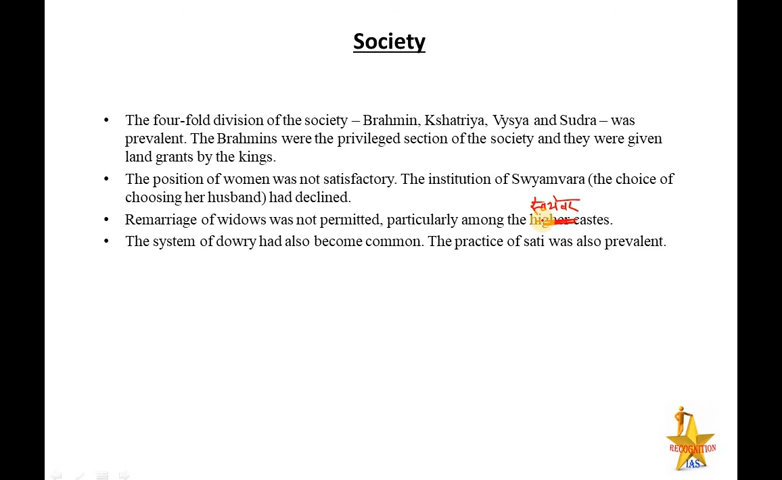 Society
• The four-fold division of the society – Brahmin, Kshatriya, Vysya and Sudra – was
prevalent. The Brahmins were the privileged section of the society and they were given
land grants by the kings.
• The position of women was not satisfactory. The institution of Swyamvara (the choice of
choosing her husband) had declined.
स्वयंवर
• Remarriage of widows was not permitted, particularly among the higher castes.
• The system of dowry had also become common. The practice of sati was also prevalent.
RECOGNITION
IAS